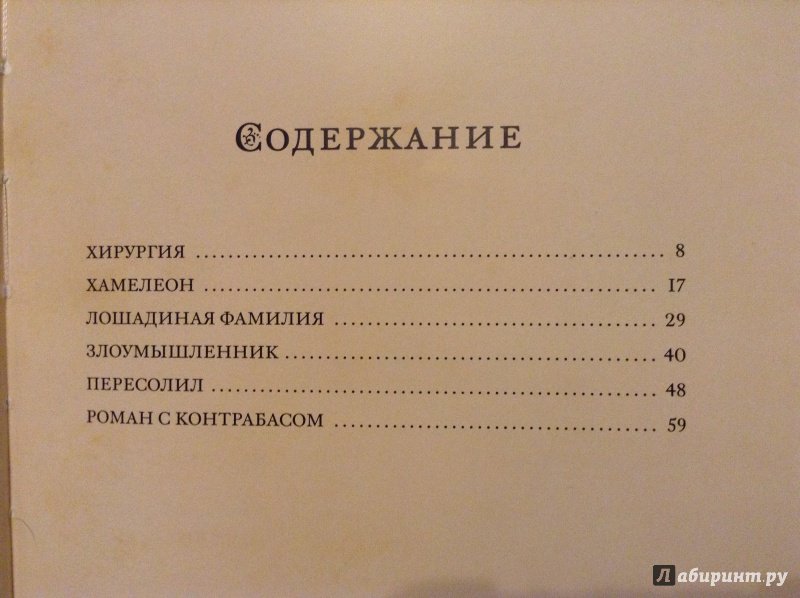 Содержание
ХИРУРГИЯ ........................................................ 8
ХАМЕЛЕОН ...................................................... 17
ЛОШАДИНАЯ ФАМИЛИЯ ...................................... 29
ЗЛОУМЫШЛЕННИК ............................................ 40
ПЕРЕСОЛИЛ ..................................................... 48
РОМАН С КОНТРАБАСОМ ...................................... 59
Лабиринт.ру